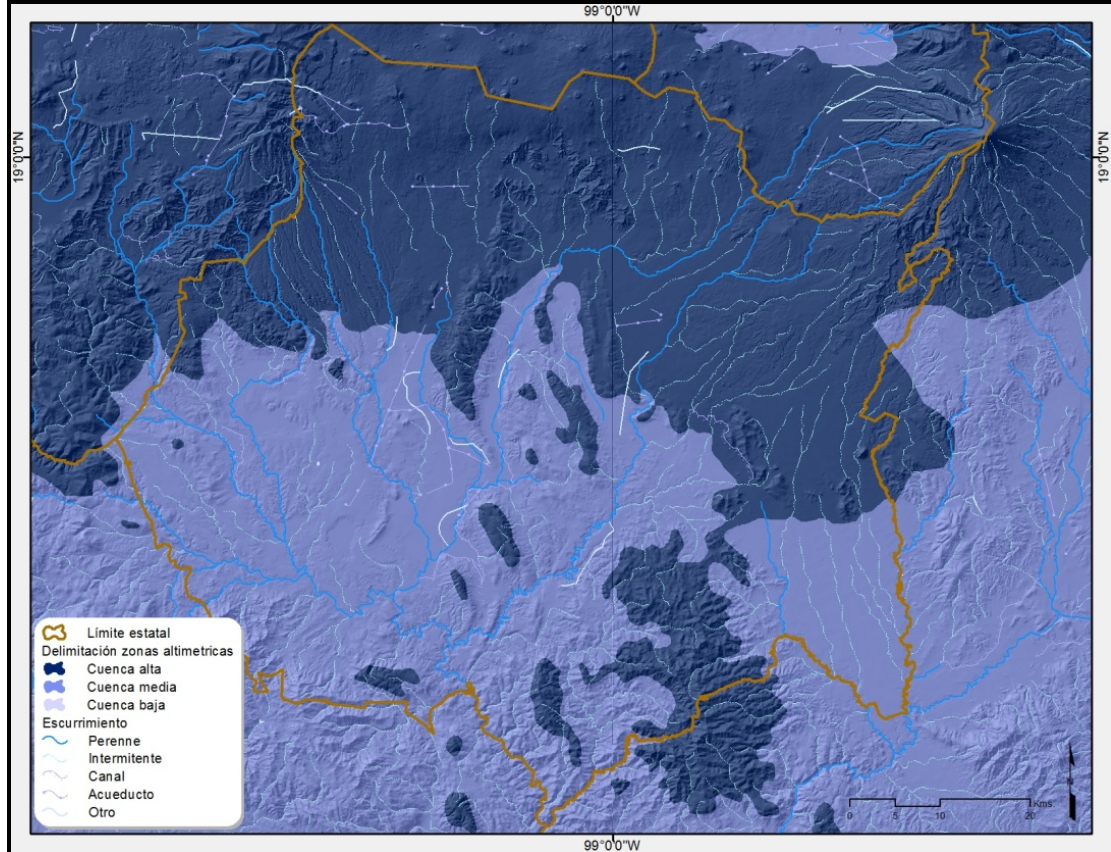 99°0'0"W
19°0'0"N
19°0'0"N
Límite estatal
Delimitación zonas altimetricas
Cuenca alta
Cuenca media
Cuenca baja
Escurrimiento
Perenne
Intermitente
Canal
Acueducto
Otro
N
Kms
0 5 10 20
99°0'0"W